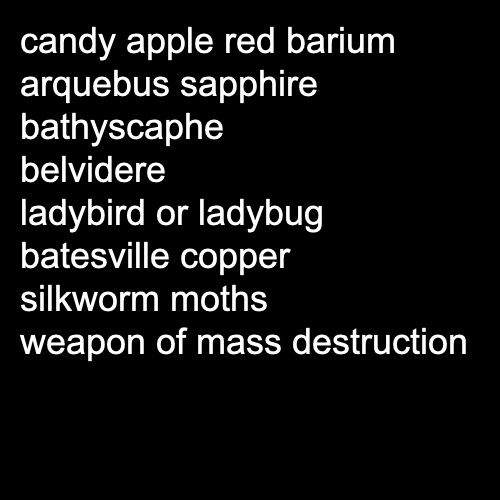 candy apple red barium
arquebus sapphire
bathyscaphe
belvidere
ladybird or ladybug
batesville copper
silkworm moths
weapon of mass destruction